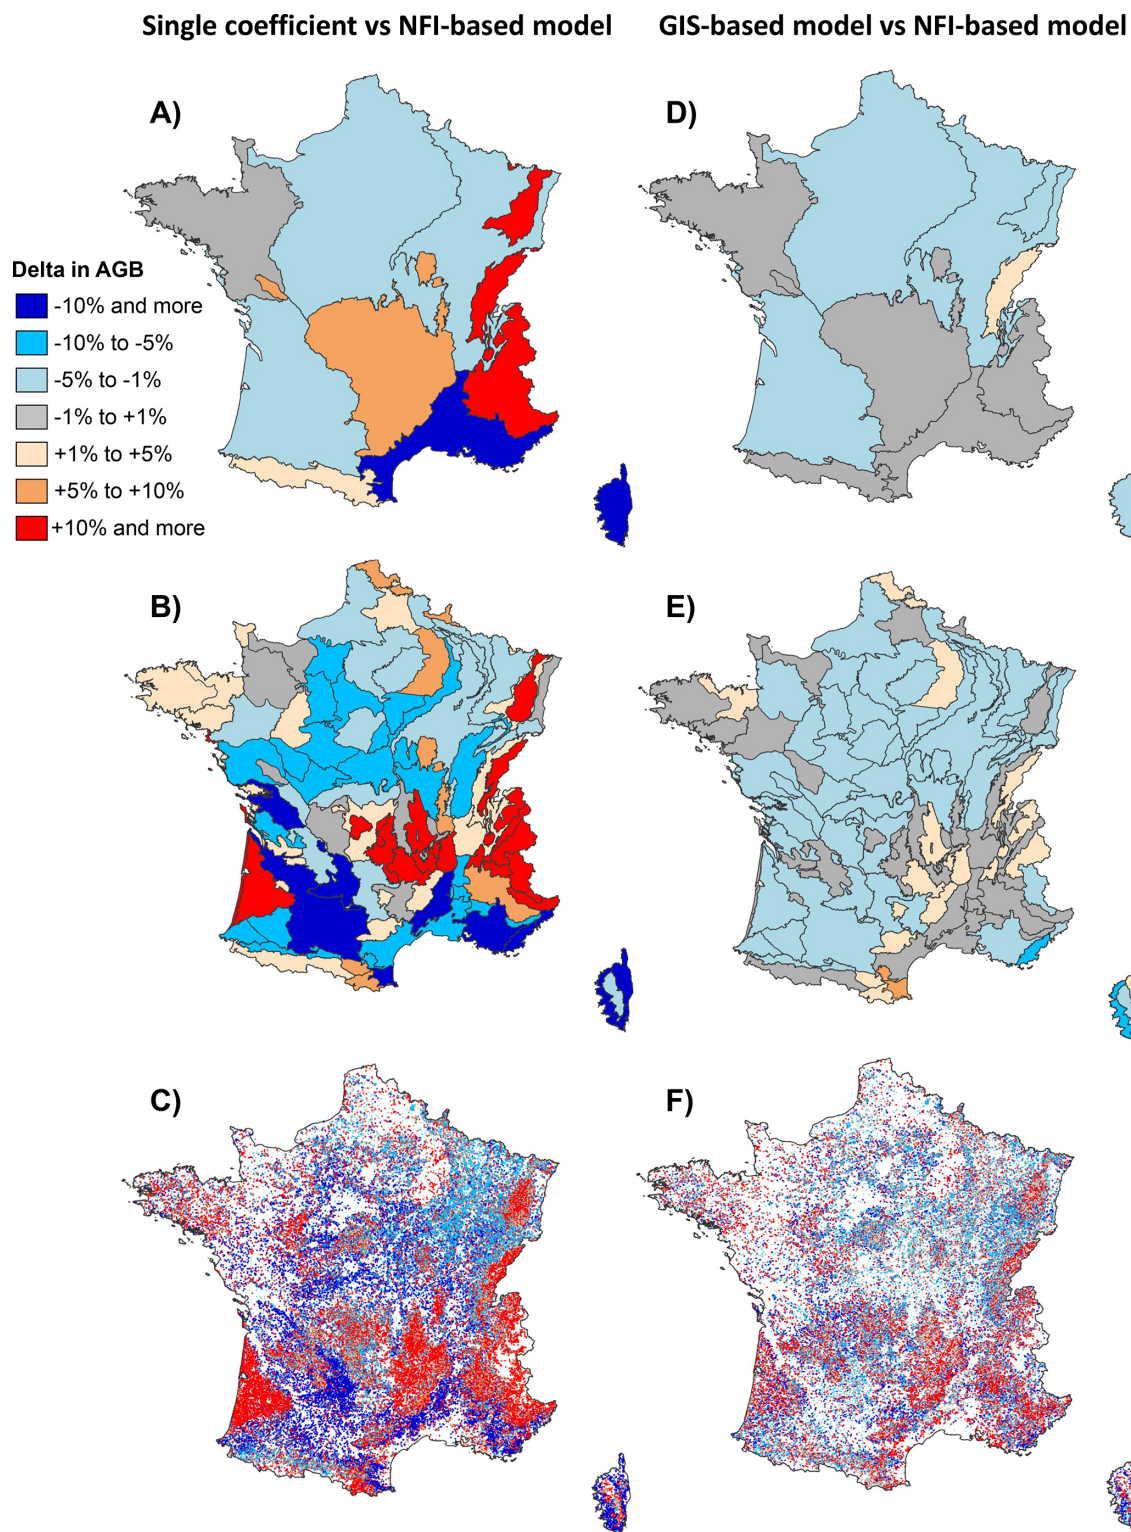 Single coefficient vs NFI-based model
GIS-based model vs NFI-based model
A)
D)
Delta in AGB
-10% and more
-10% to -5%
-5% to -1%
-1% to +1%
+1% to +5%
+5% to +10%
+10% and more
B)
E)
C)
F)